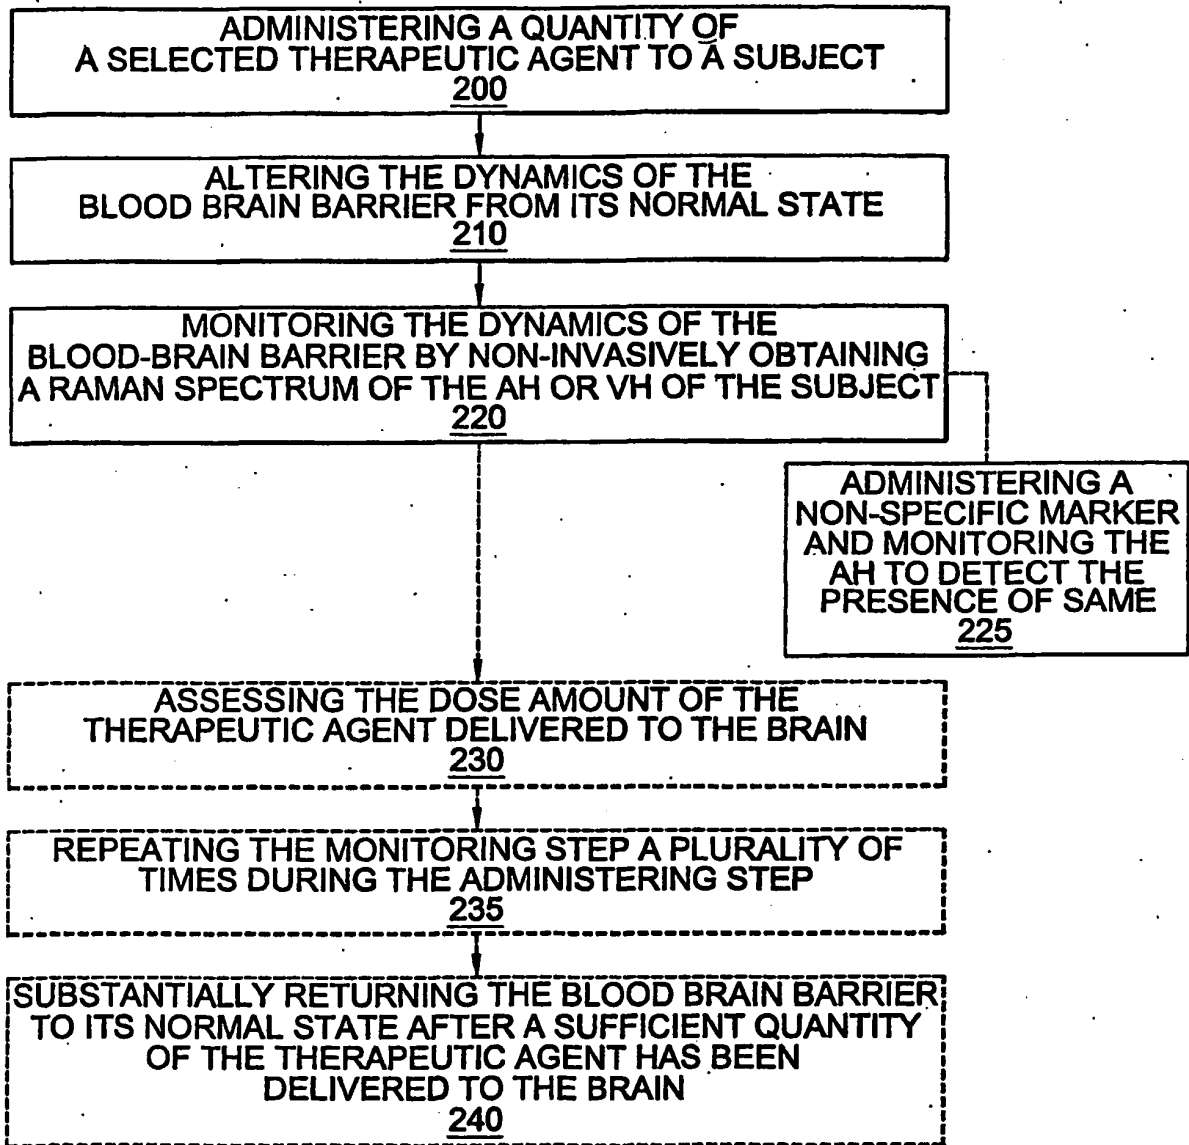 ADMINISTERING A QUANTITY OF
A SELECTED THERAPEUTIC AGENT TO A SUBJECT
200
ALTERING THE DYNAMICS OF THE
BLOOD BRAIN BARRIER FROM ITS NORMAL STATE
210
MONITORING THE DYNAMICS OF THE
BLOOD-BRAIN BARRIER BY NON-INVASIVELY OBTAINING
A RAMAN SPECTRUM OF THE AH OR VH OF THE SUBJECT
220
ADMINISTERING A
NON-SPECIFIC MARKER
AND MONITORING THE
AH TO DETECT THE
PRESENCE OF SAME
225
ASSESSING THE DOSE AMOUNT OF THE
THERAPEUTIC AGENT DELIVERED TO THE BRAIN
230
REPEATING THE MONITORING STEP A PLURALITY OF
TIMES DURING THE ADMINISTERING STEP
235
SUBSTANTIALLY RETURNING THE BLOOD BRAIN BARRIER
TO ITS NORMAL STATE AFTER A SUFFICIENT QUANTITY
OF THE THERAPEUTIC AGENT HAS BEEN
DELIVERED TO THE BRAIN
240